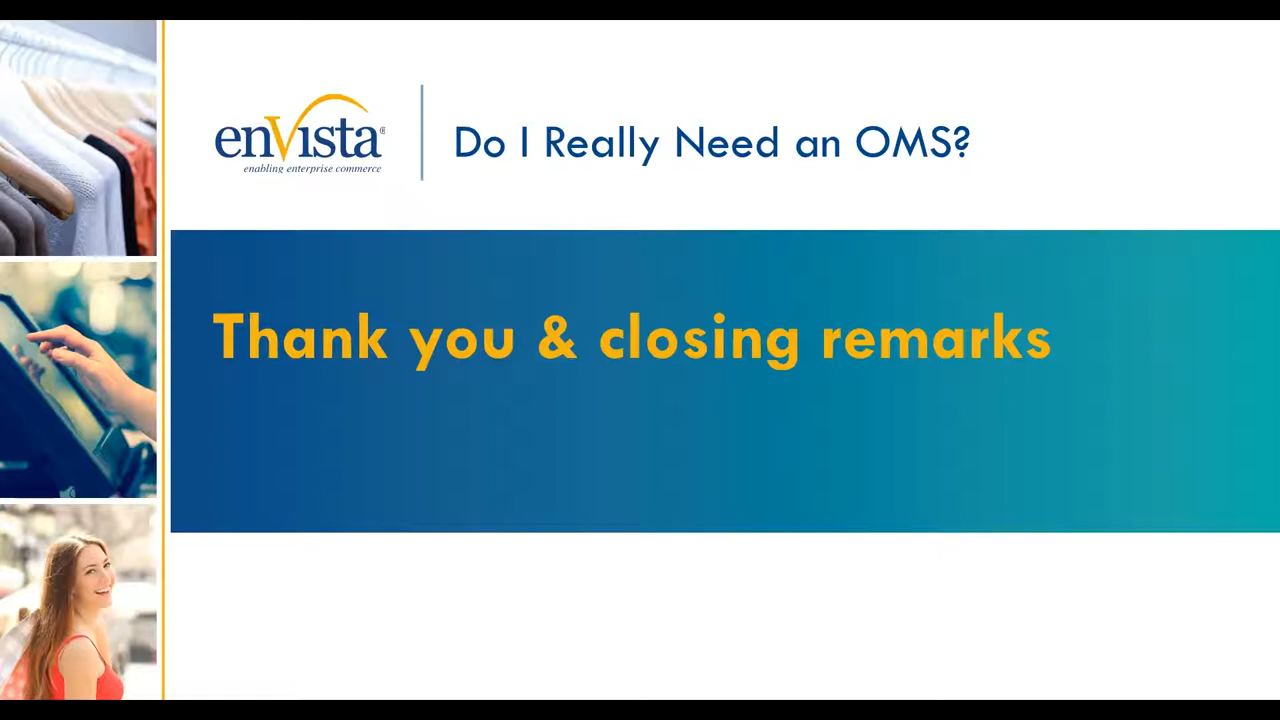 enVista®
enabling enterprise commerce
Do I Really Need an OMS?
Thank you & closing remarks